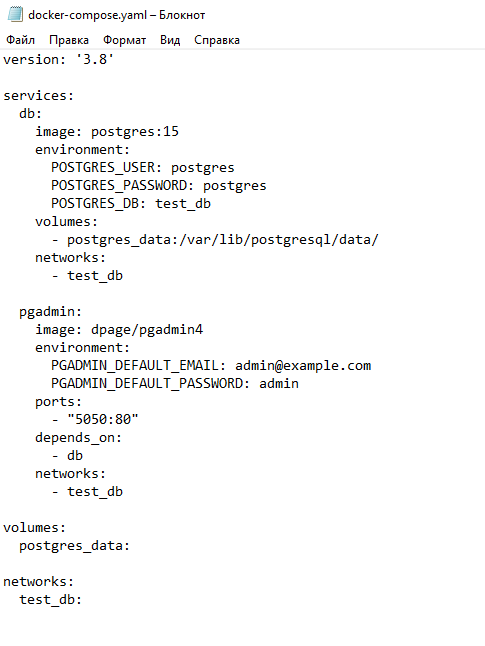 docker-compose.yaml – Блокнот
Файл Правка Формат Вид Справка
version: '3.8'

services:
  db:
    image: postgres:15
    environment:
      POSTGRES_USER: postgres
      POSTGRES_PASSWORD: postgres
      POSTGRES_DB: test_db
    volumes:
      - postgres_data:/var/lib/postgresql/data/
    networks:
      - test_db

  pgadmin:
    image: dpage/pgadmin4
    environment:
      PGADMIN_DEFAULT_EMAIL: admin@example.com
      PGADMIN_DEFAULT_PASSWORD: admin
    ports:
      - "5050:80"
    depends_on:
      - db
    networks:
      - test_db

volumes:
  postgres_data:

networks:
  test_db: